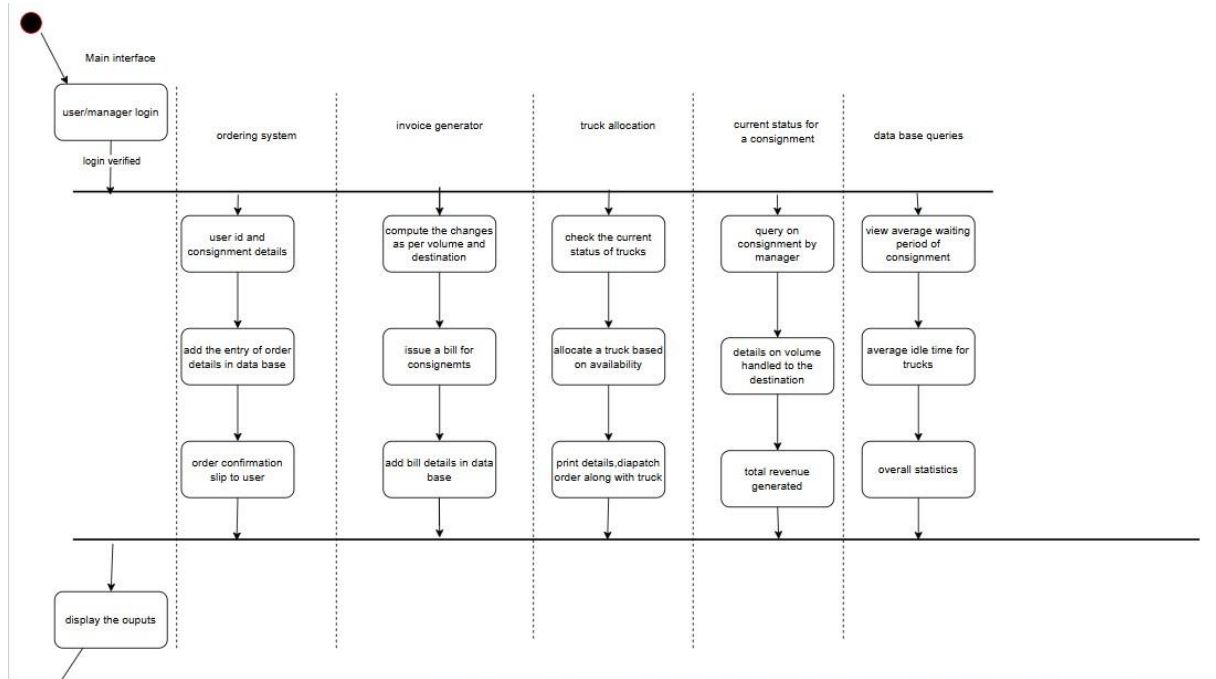 Main interface
user/manager login
login verified
ordering system
invoice generator
truck allocation
current status for
a consignment
data base queries
user id and
consignment details
compute the changes
as per volume and
destination
check the current
status of trucks
query on
consignment by
manager
view average waiting
period of
consignment
add the entry of order
details in data base
issue a bill for
consignemts
allocate a truck based
on availability
details on volume
handled to the
destination
average idle time for
trucks
order confirmation
slip to user
add bill details in data
base
print details,diapatch
order along with truck
total revenue
generated
overall statistics
display the ouputs